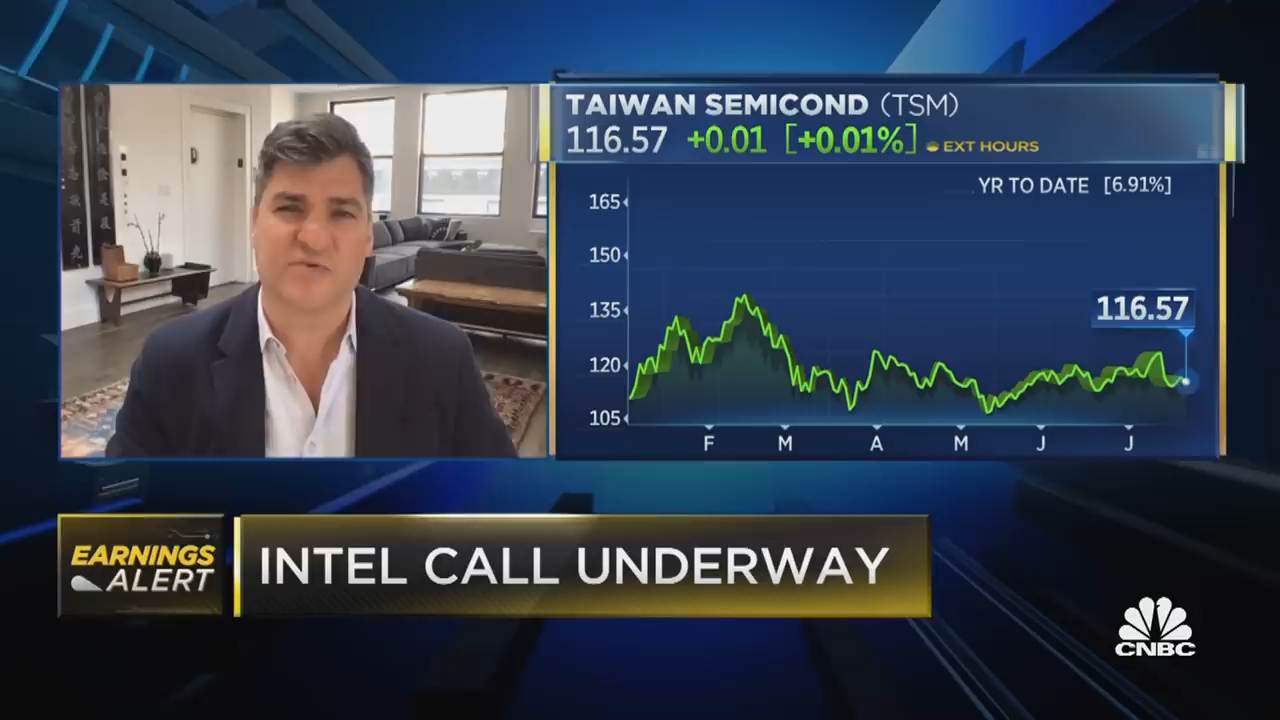 TAIWAN SEMICOND (TSM)
116.57 +0.01 [+0.01%] EXT HOURS
YR TO DATE [6.91%]
165
150
135
120
105
116.57
F M A M J J
EARNINGS
ALERT
INTEL CALL UNDERWAY
CNBC